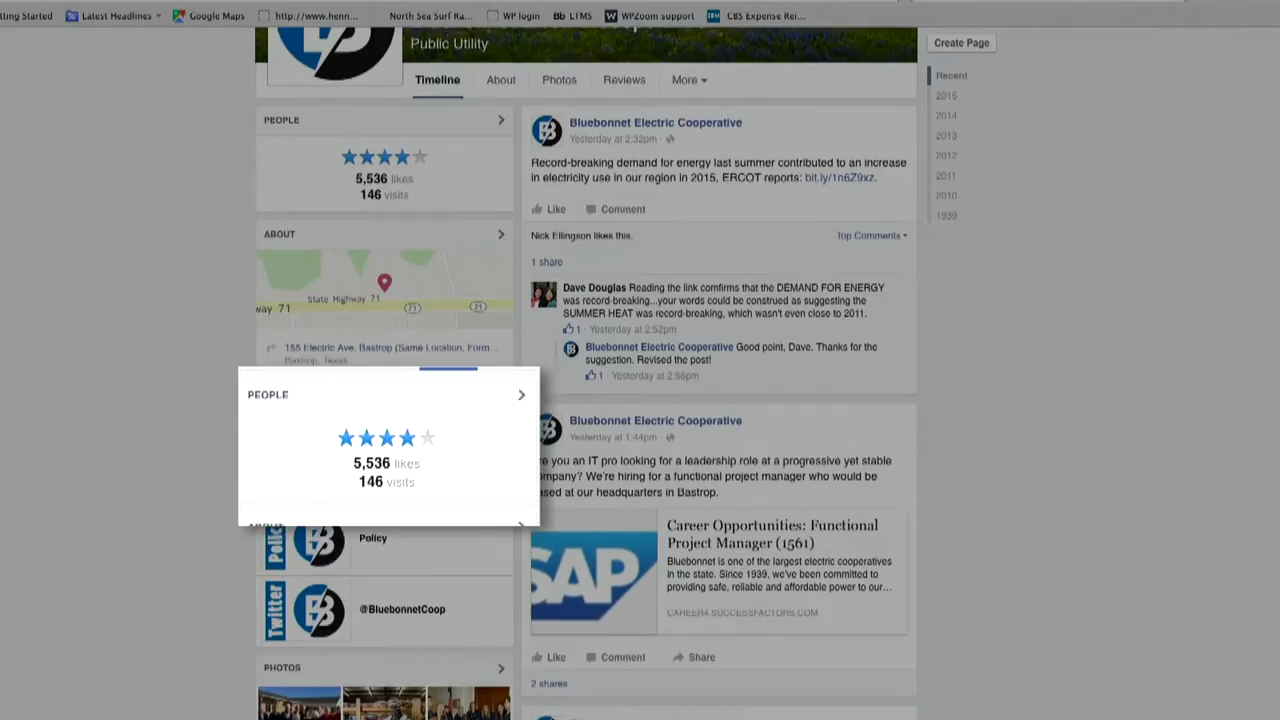 ting Started
Latest Headlines
Google Maps
http://www.henn...
North Sea Surf Ra...
WP login
Bb LTMS
W WPZoom support
CBS Expense Rei...
Public Utility
Create Page
Timeline
About
Photos
Reviews
More
Recent
2015
2014
2013
2012
2011
2010
1939
PEOPLE
5,536 likes
146 visits
ABOUT
State Highway 71
way 71
71
21
155 Electric Ave, Bastrop (Same Location, Form...
Bastrop, Texas
PEOPLE
5,536 likes
146 visits
ABOUT
Policy
Twitter
@BluebonnetCoop
PHOTOS
Bluebonnet Electric Cooperative
Yesterday at 2:32pm ·
Record-breaking demand for energy last summer contributed to an increase
in electricity use in our region in 2015, ERCOT reports: bit.ly/1n6Z9xz.
Like
Comment
Nick Ellingson likes this.
Top Comments
1 share
Dave Douglas Reading the link comfirms that the DEMAND FOR ENERGY
was record-breaking...your words could be construed as suggesting the
SUMMER HEAT was record-breaking, which wasn't even close to 2011.
1 · Yesterday at 2:52pm
Bluebonnet Electric Cooperative Good point, Dave. Thanks for the
suggestion. Revised the post!
1 · Yesterday at 2:56pm
Bluebonnet Electric Cooperative
Yesterday at 1:44pm ·
e you an IT pro looking for a leadership role at a progressive yet stable
ompany? We're hiring for a functional project manager who would be
ased at our headquarters in Bastrop.
SAP
Career Opportunities: Functional
Project Manager (1561)
Bluebonnet is one of the largest electric cooperatives
in the state. Since 1939, we've been committed to
providing safe, reliable and affordable power to our...
CAREER4.SUCCESSFACTORS.COM
Like
Comment
Share
2 shares